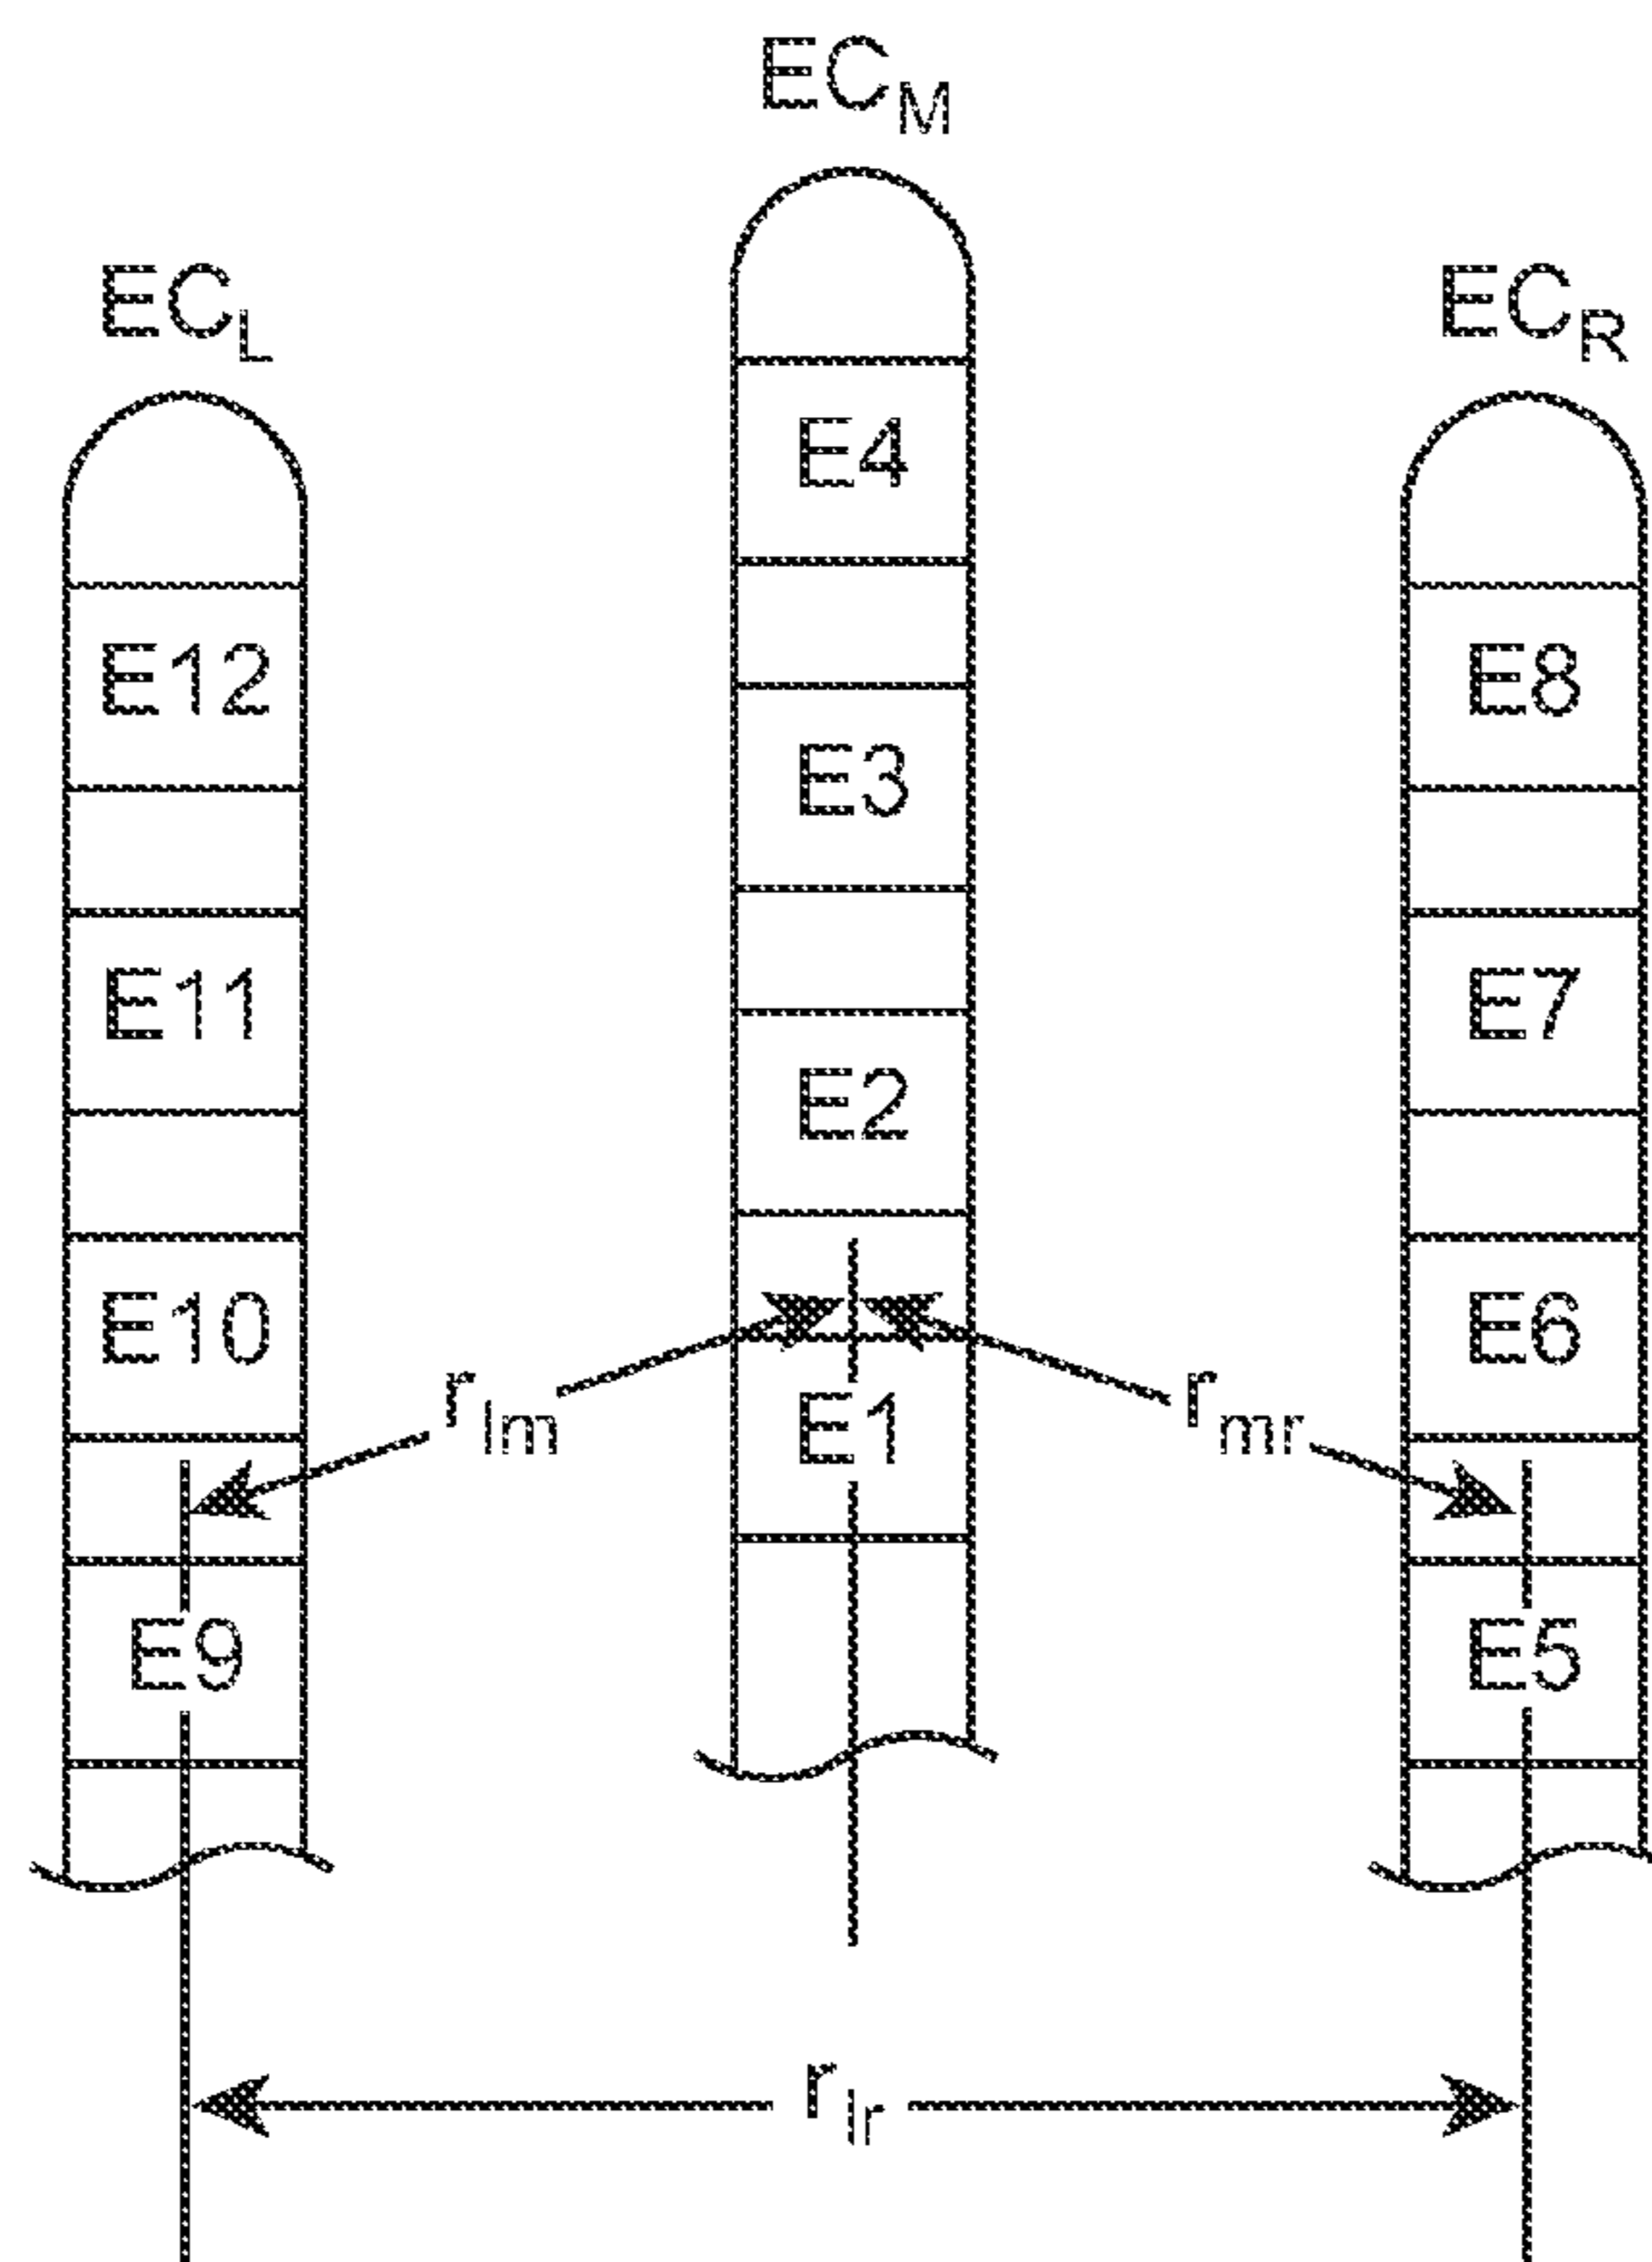 EC_M
EC_L
EC_R
E4
E12
E8
E3
E11
E7
E2
E10
E6
r_lm
E1
r_mr
E9
E5
r_lr